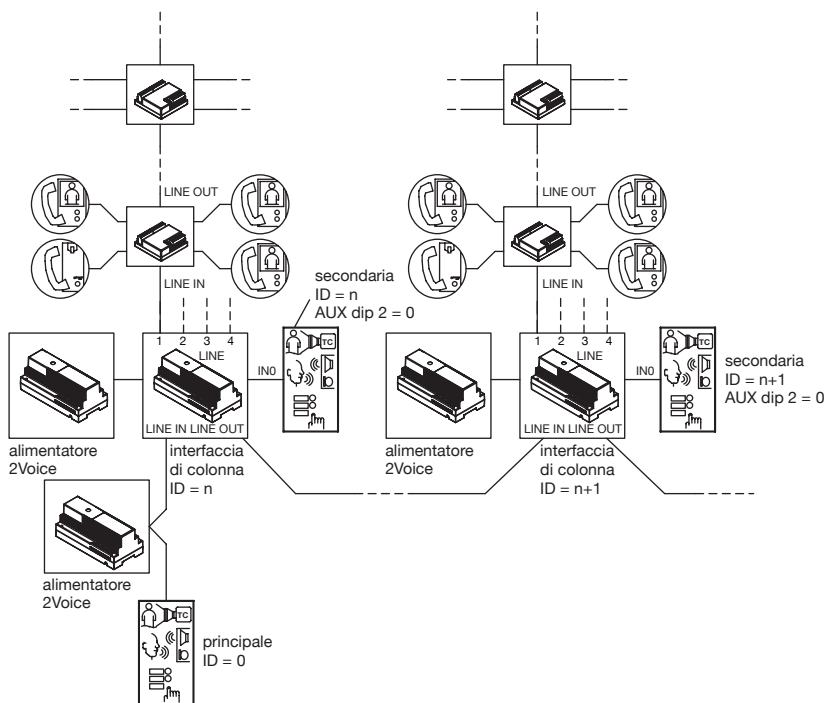 LINE OUT
LINE OUT
LINE IN
LINE IN
secondaria
ID = n
AUX dip 2 = 0
1 2 3 4
LINE
IN0
TC
LINE IN LINE OUT
alimentatore
2Voice
interfaccia
di colonna
ID = n
1 2 3 4
LINE
IN0
TC
secondaria
ID = n+1
AUX dip 2 = 0
LINE IN LINE OUT
alimentatore
2Voice
interfaccia
di colonna
ID = n+1
alimentatore
2Voice
TC
principale
ID = 0